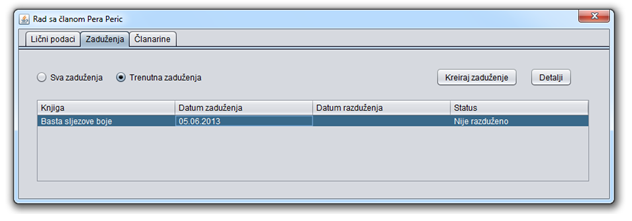 Rad sa članom Pera Peric
Lični podaci Zaduženja Članarine
Sva zaduženja Trenutna zaduženja Kreiraj zaduženje Detalji
Knjiga Datum zaduženja Datum razduženja Status
Basta sljezove boje 05.06.2013 Nije razduženo